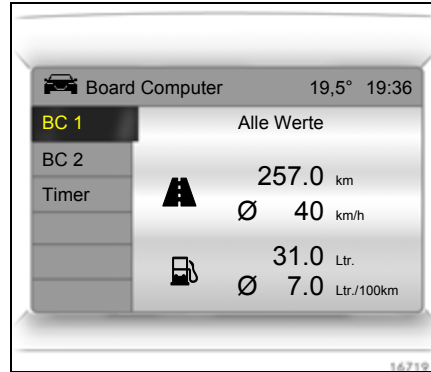 Board Computer 19,5° 19:36
BC 1 Alle Werte
BC 2
Timer
257.0 km
Ø 40 km/h
31.0 Ltr.
Ø 7.0 Ltr./100km
16719